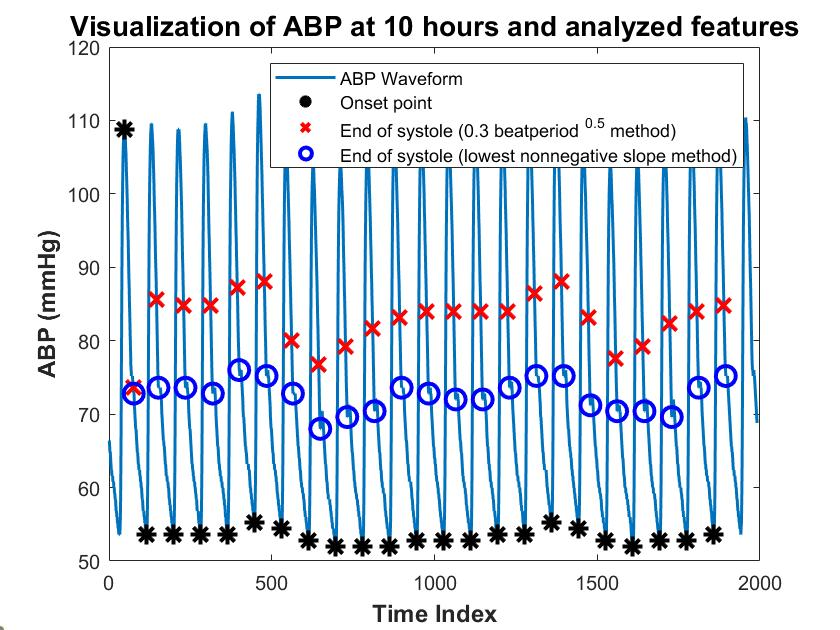 Visualization of ABP at 10 hours and analyzed features
120
110
100
90
80
70
60
50
ABP (mmHg)
ABP Waveform
Onset point
End of systole (0.3 beatperiod 0.5 method)
End of systole (lowest nonnegative slope method)
0 500 1000 1500 2000
Time Index